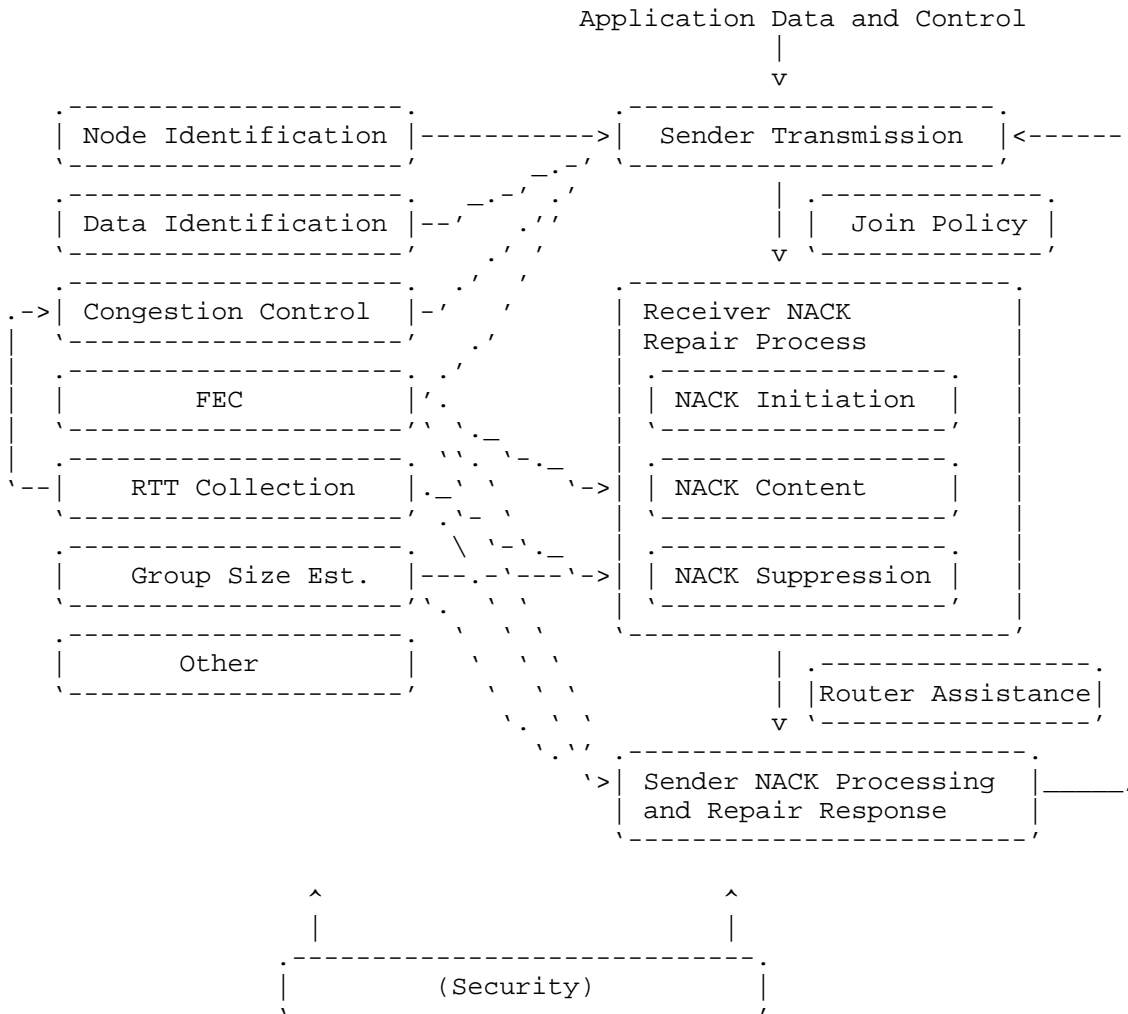 Application Data and Control
Node Identification
Sender Transmission
Data Identification
Join Policy
Congestion Control
Receiver NACK
Repair Process
FEC
NACK Initiation
RTT Collection
NACK Content
Group Size Est.
NACK Suppression
Other
Router Assistance
Sender NACK Processing
and Repair Response
(Security)